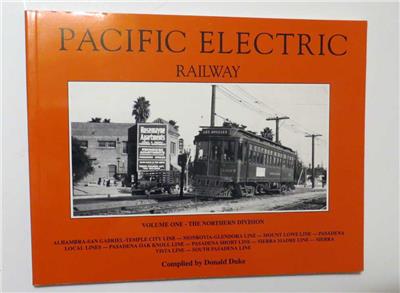 PACIFIC ELECTRIC
RAILWAY
Rosemayne
Apartments
LOS ANGELES
VOLUME ONE - THE NORTHERN DIVISION
ALHAMBRA-SAN GABRIEL-TEMPLE CITY LINE — MONROVIA-GLENDORA LINE — MOUNT LOWE LINE — PASADENA
LOCAL LINES — PASADENA OAK KNOLL LINE — PASADENA SHORT LINE — SIERRA MADRE LINE — SIERRA
VISTA LINE — SOUTH PASADENA LINE
Compiled by Donald Duke